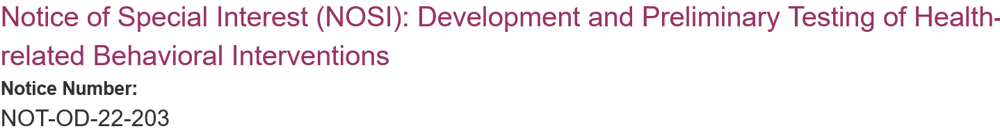 Notice of Special Interest (NOSI): Development and Preliminary Testing of Health-
related Behavioral Interventions
Notice Number:
NOT-OD-22-203